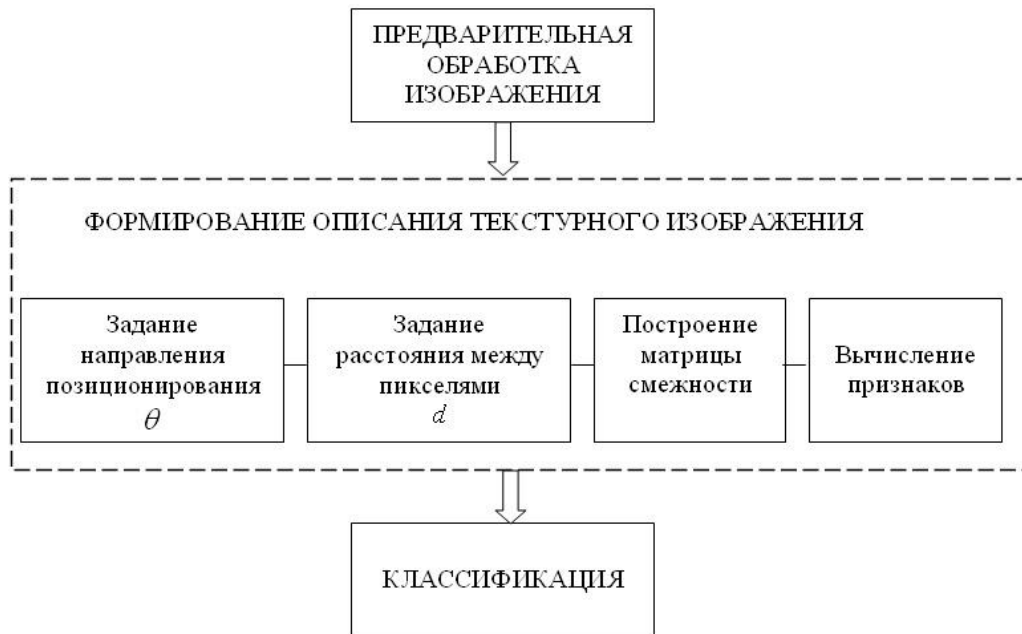 ПРЕДВАРИТЕЛЬНАЯ
ОБРАБОТКА
ИЗОБРАЖЕНИЯ
ФОРМИРОВАНИЕ ОПИСАНИЯ ТЕКСТУРНОГО ИЗОБРАЖЕНИЯ
Задание
направления
позиционирования
θ
Задание
расстояния между
пикселями
d
Построение
матрицы
смежности
Вычисление
признаков
КЛАССИФИКАЦИЯ